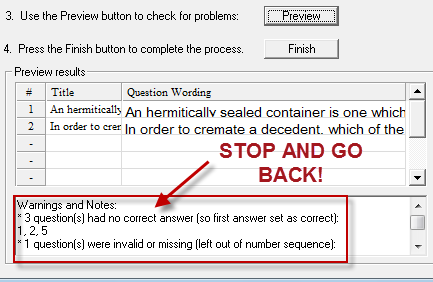 3. Use the Preview button to check for problems: Preview
4. Press the Finish button to complete the process. Finish
Preview results
# Title Question Wording
1 An hermitically An hermitically sealed container is one which
2 In order to crer In order to cremate a decedent, which of the
-
-
-
STOP AND GO
BACK!
Warnings and Notes:
* 3 question(s) had no correct answer (so first answer set as correct):
1, 2, 5
* 1 question(s) were invalid or missing (left out of number sequence):